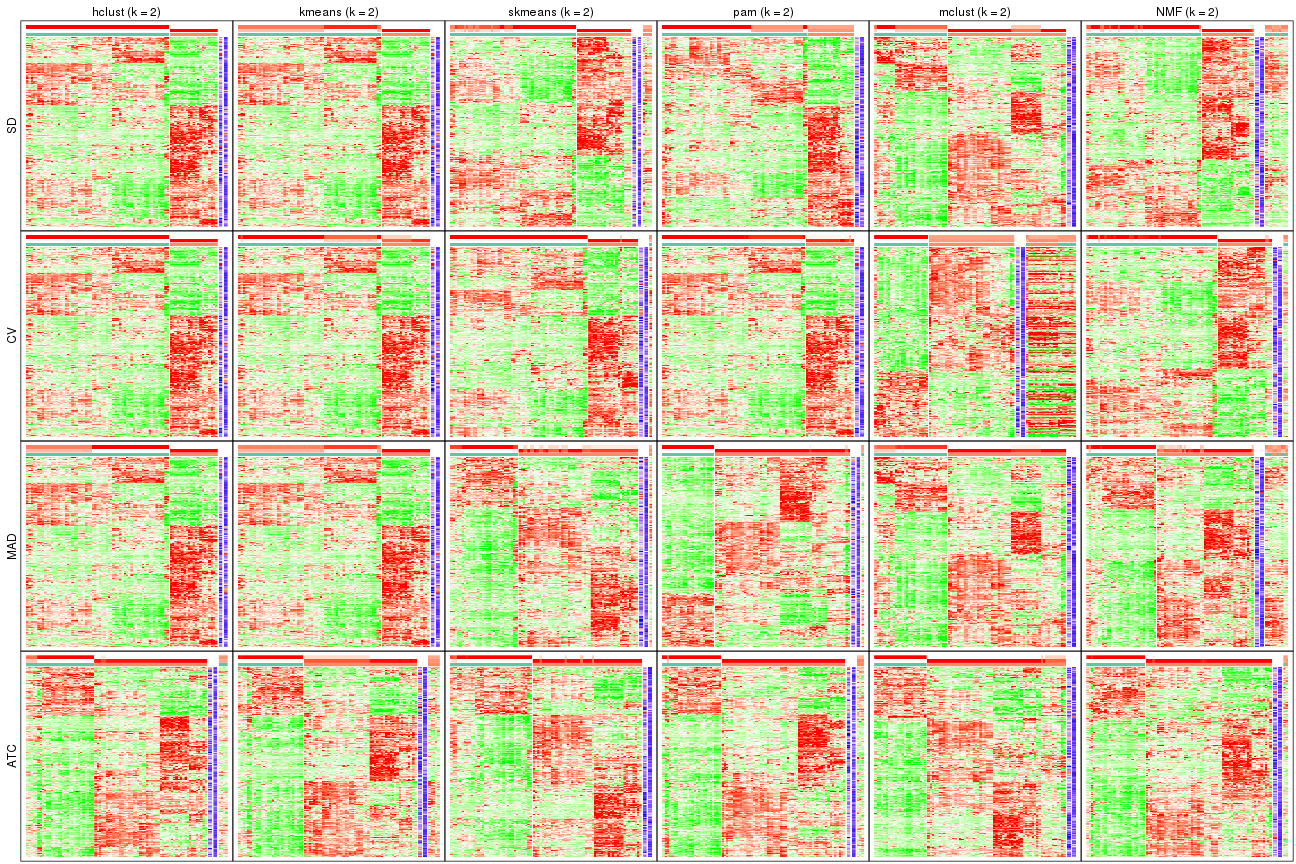 hclust (k = 2)
kmeans (k = 2)
skmeans (k = 2)
pam (k = 2)
mclust (k = 2)
NMF (k = 2)
SD
CV
MAD
ATC